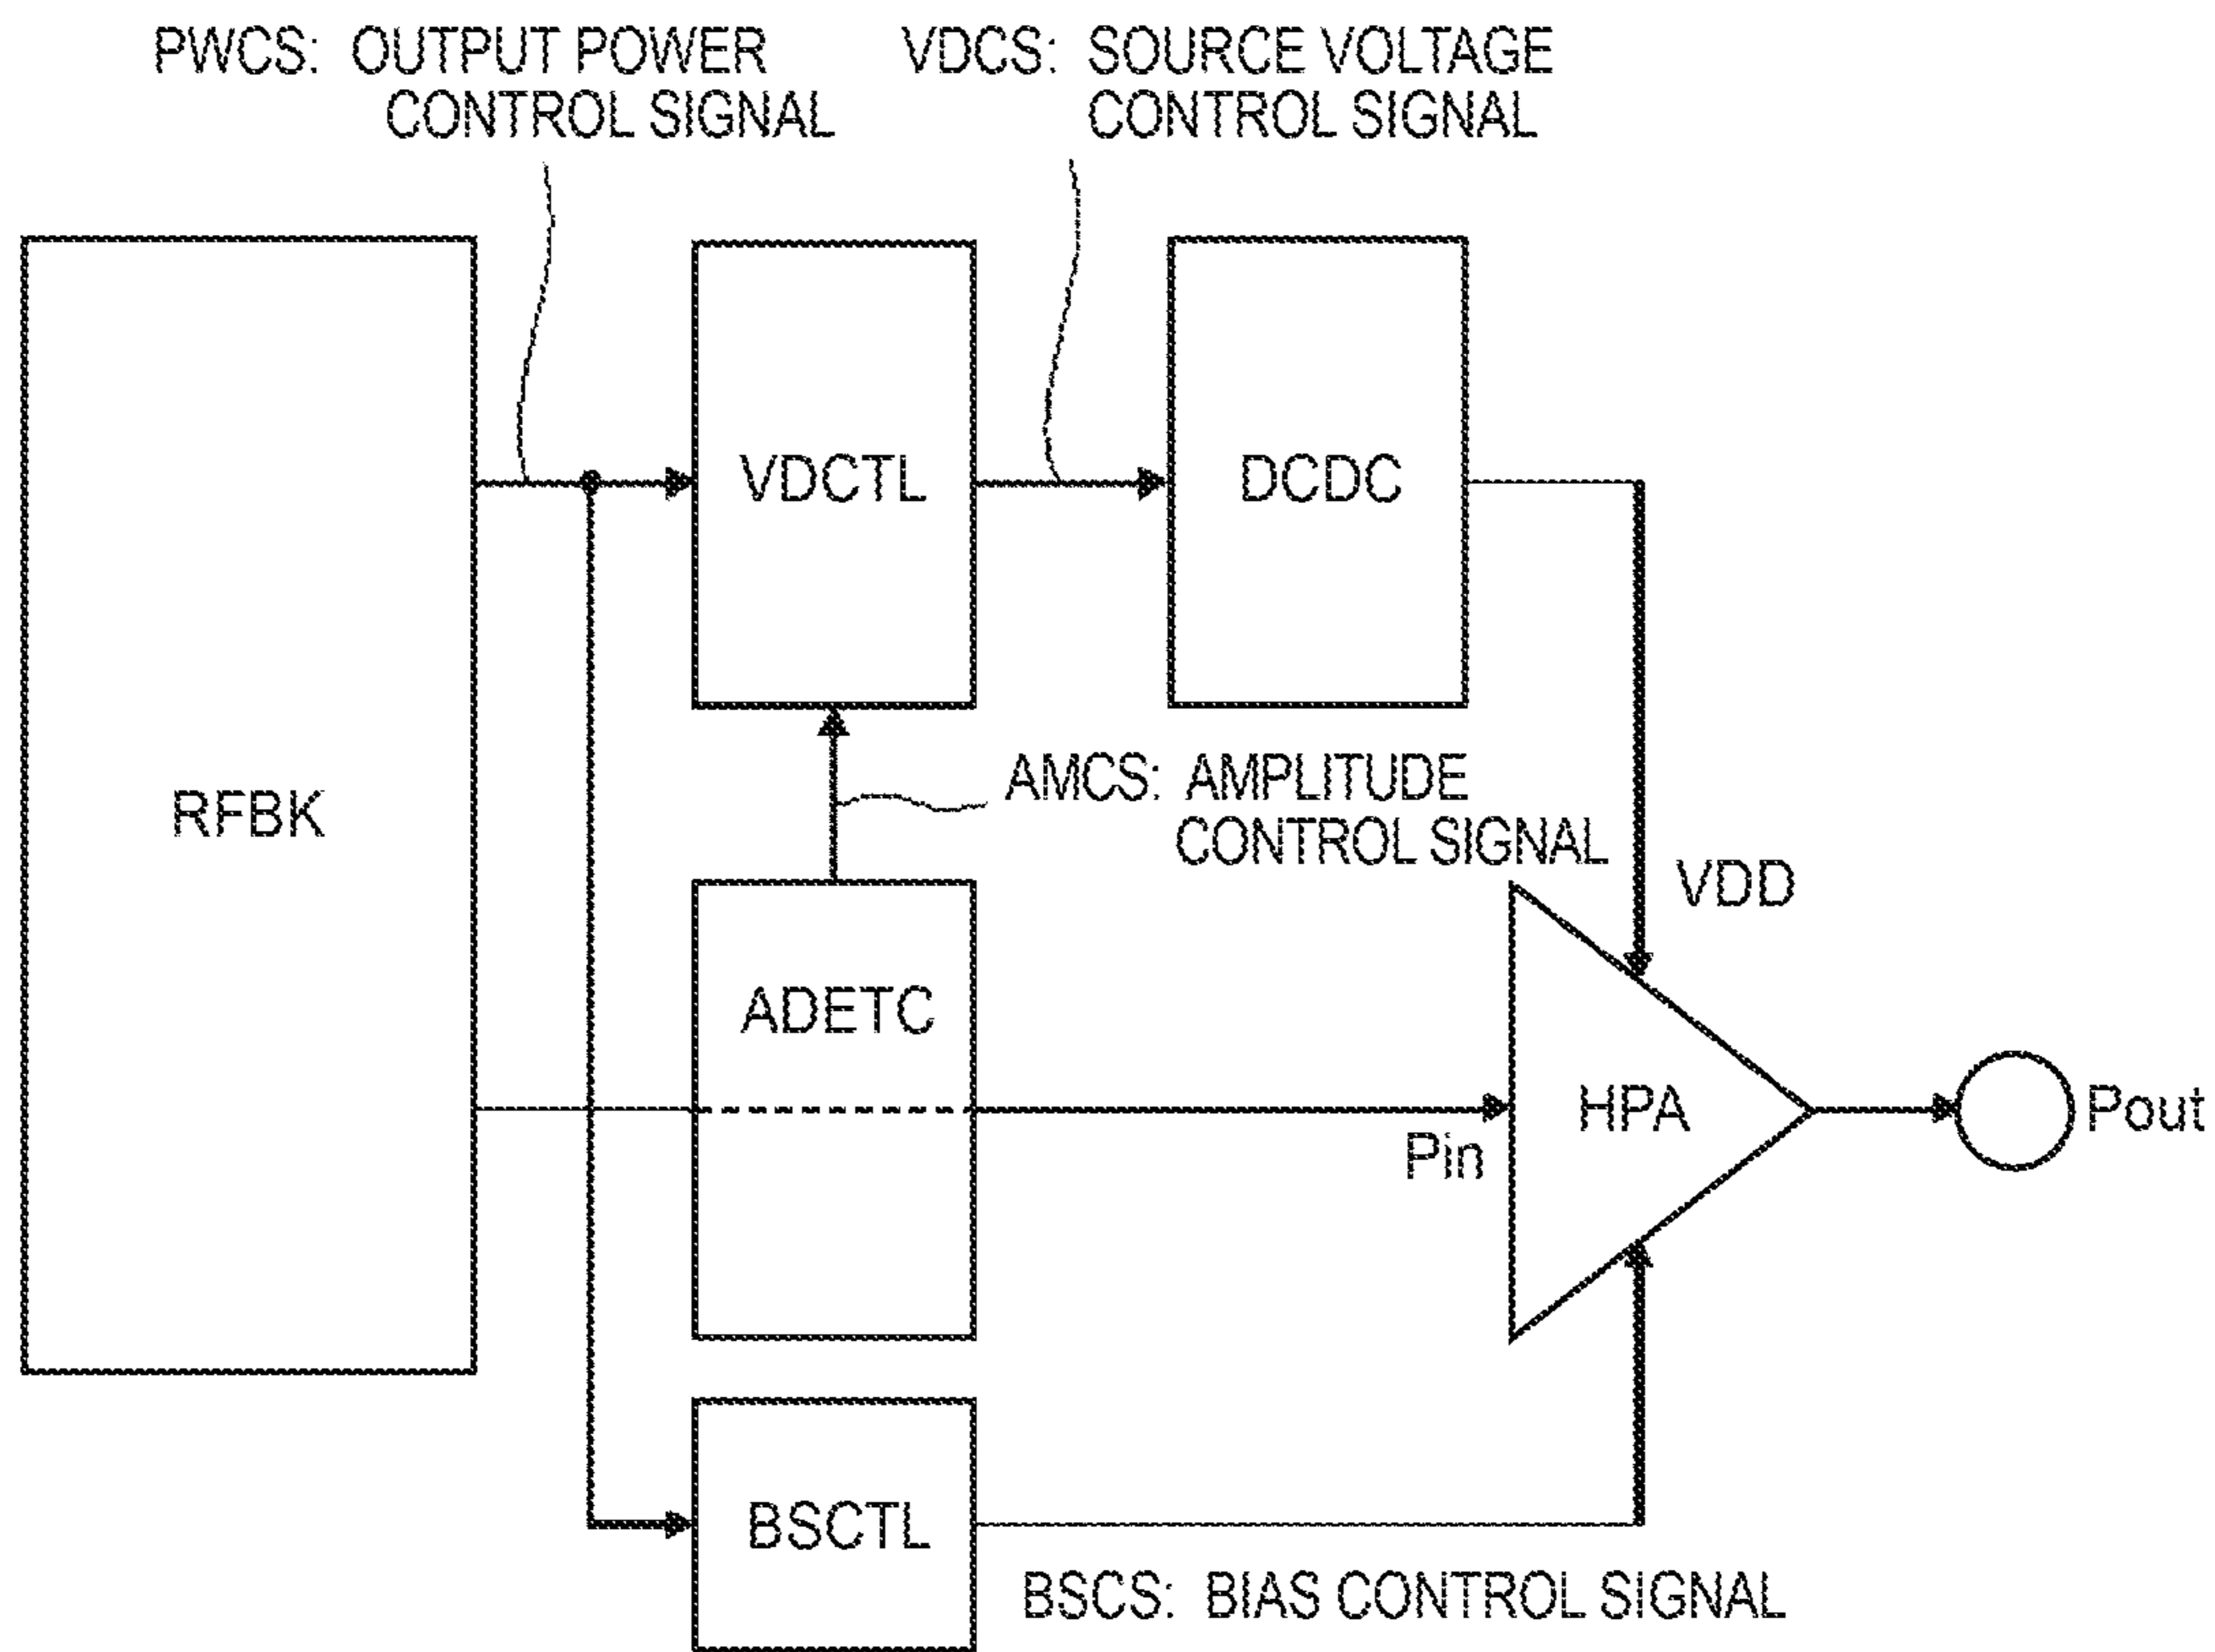 PWCS: OUTPUT POWER
CONTROL SIGNAL
VDCS: SOURCE VOLTAGE
CONTROL SIGNAL
VDCTL
DCDC
RFBK
AMCS: AMPLITUDE
CONTROL SIGNAL
VDD
ADETC
HPA
Pout
Pin
BSCTL
BSCS: BIAS CONTROL SIGNAL